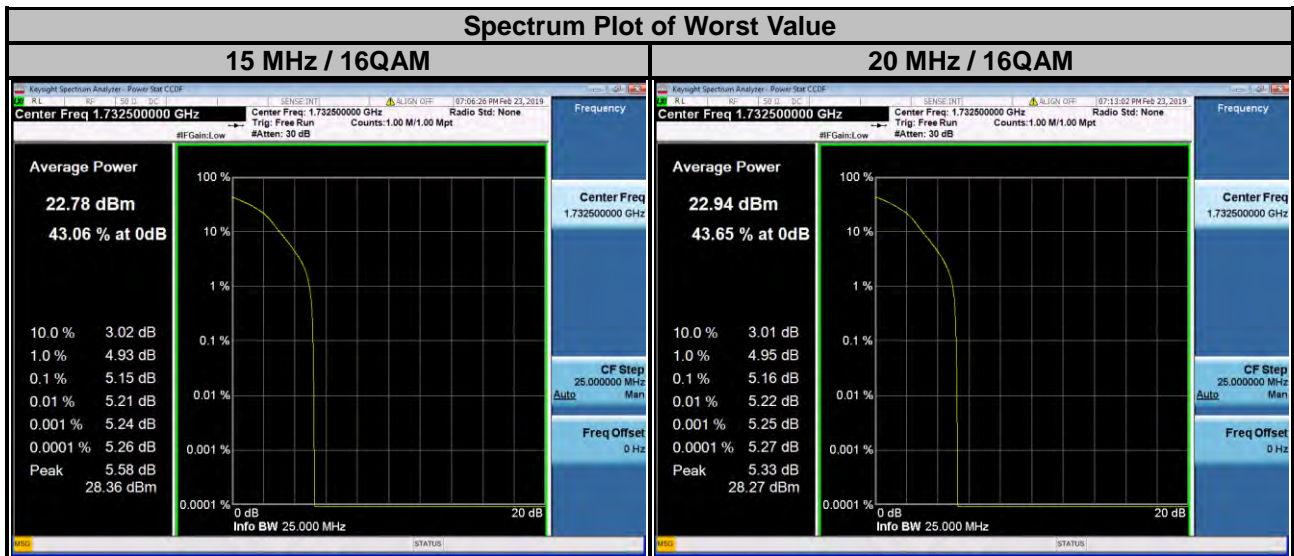 Spectrum Plot of Worst Value
15 MHz / 16QAM
20 MHz / 16QAM
Keysight Spectrum Analyzer - Power Stat CCDF
RL RF 50 Ω DC SENSE:INT ALIGN OFF 07:06:26 PM Feb 23, 2019
Center Freq 1.732500000 GHz
Center Freq: 1.732500000 GHz Radio Std: None
Trig: Free Run Counts:1.00 M/1.00 Mpt
#IFGain:Low #Atten: 30 dB
Average Power
22.78 dBm
43.06 % at 0dB
10.0 % 3.02 dB
1.0 % 4.93 dB
0.1 % 5.15 dB
0.01 % 5.21 dB
0.001 % 5.24 dB
0.0001 % 5.26 dB
Peak 5.58 dB
28.36 dBm
100 %
10 %
1 %
0.1 %
0.01 %
0.001 %
0.0001 %
0 dB 20 dB
Info BW 25.000 MHz
Frequency
Center Freq
1.732500000 GHz
CF Step
25.000000 MHz
Auto Man
Freq Offset
0 Hz
MSG STATUS
Keysight Spectrum Analyzer - Power Stat CCDF
RL RF 50 Ω DC SENSE:INT ALIGN OFF 07:13:02 PM Feb 23, 2019
Center Freq 1.732500000 GHz
Center Freq: 1.732500000 GHz Radio Std: None
Trig: Free Run Counts:1.00 M/1.00 Mpt
#IFGain:Low #Atten: 30 dB
Average Power
22.94 dBm
43.65 % at 0dB
10.0 % 3.01 dB
1.0 % 4.95 dB
0.1 % 5.16 dB
0.01 % 5.22 dB
0.001 % 5.25 dB
0.0001 % 5.27 dB
Peak 5.33 dB
28.27 dBm
100 %
10 %
1 %
0.1 %
0.01 %
0.001 %
0.0001 %
0 dB 20 dB
Info BW 25.000 MHz
Frequency
Center Freq
1.732500000 GHz
CF Step
25.000000 MHz
Auto Man
Freq Offset
0 Hz
MSG STATUS